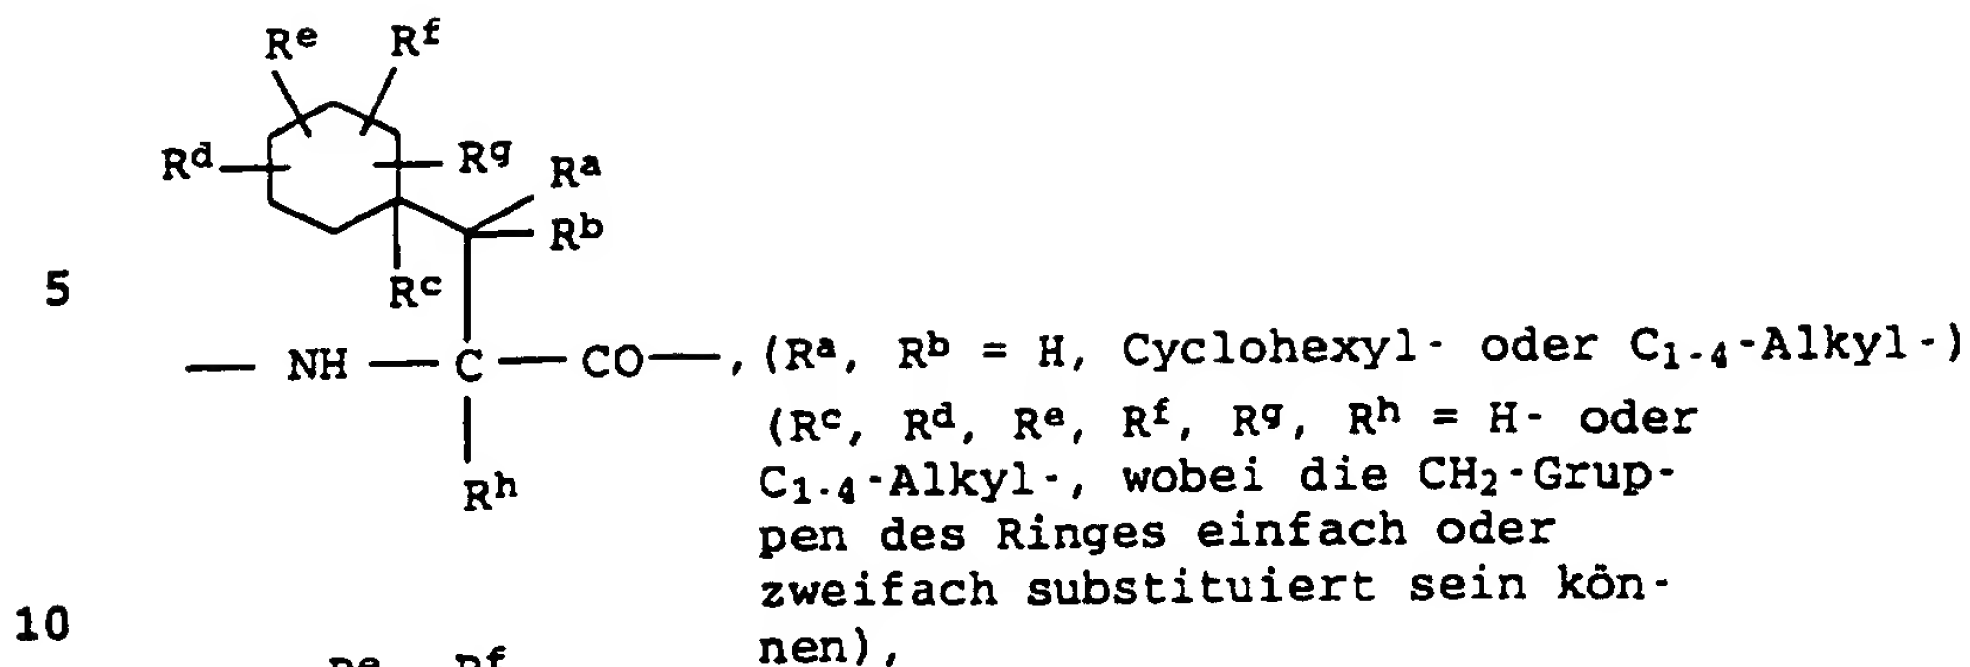 Re Rf
Rd Rg Ra
Rb
5 Rc
— NH — C — CO—, (Ra, Rb = H, Cyclohexyl- oder C1-4-Alkyl-)
(Rc, Rd, Re, Rf, Rg, Rh = H- oder
Rh C1-4-Alkyl-, wobei die CH2-Grup-
pen des Ringes einfach oder
zweifach substituiert sein kön-
10 nen),
Re Rf